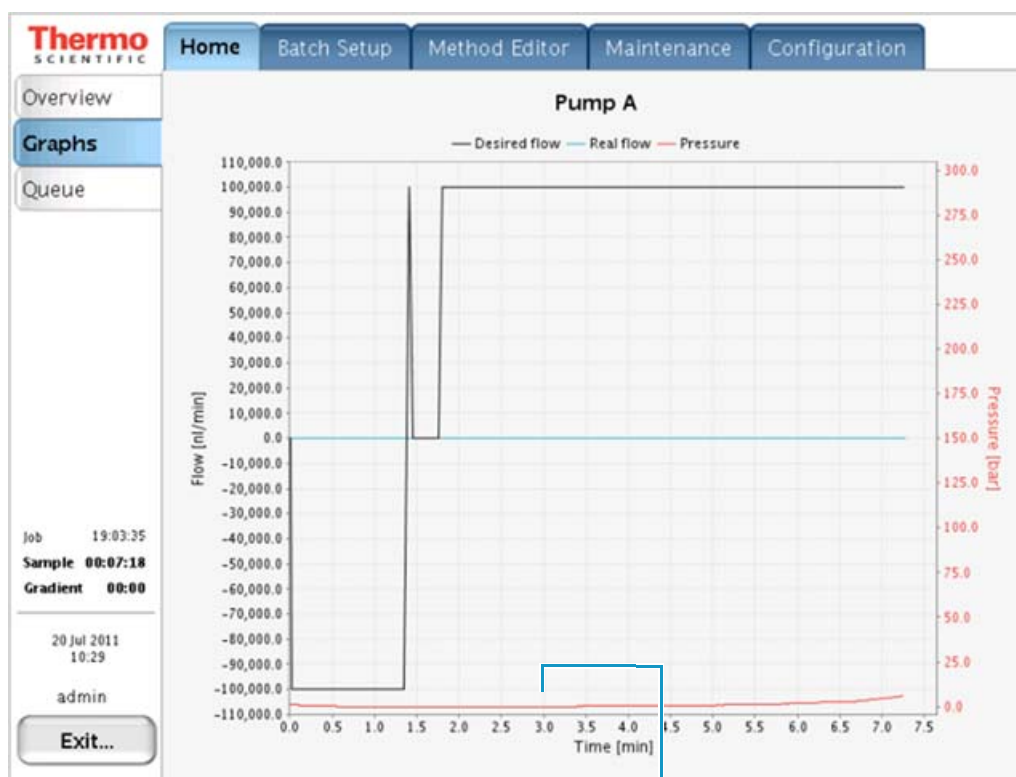 Thermo
SCIENTIFIC
Home
Batch Setup
Method Editor
Maintenance
Configuration
Overview
Graphs
Queue
Pump A
Desired flow
Real flow
Pressure
110,000.0
100,000.0
90,000.0
80,000.0
70,000.0
60,000.0
50,000.0
40,000.0
30,000.0
20,000.0
10,000.0
0.0
-10,000.0
-20,000.0
-30,000.0
-40,000.0
-50,000.0
-60,000.0
-70,000.0
-80,000.0
-90,000.0
-100,000.0
-110,000.0
Flow [nl/min]
300.0
275.0
250.0
225.0
200.0
175.0
150.0
125.0
100.0
75.0
50.0
25.0
0.0
Pressure [bar]
0.0 0.5 1.0 1.5 2.0 2.5 3.0 3.5 4.0 4.5 5.0 5.5 6.0 6.5 7.0 7.5
Time [min]
Job 19:03:35
Sample 00:07:18
Gradient 00:00
20 Jul 2011
10:29
admin
Exit...